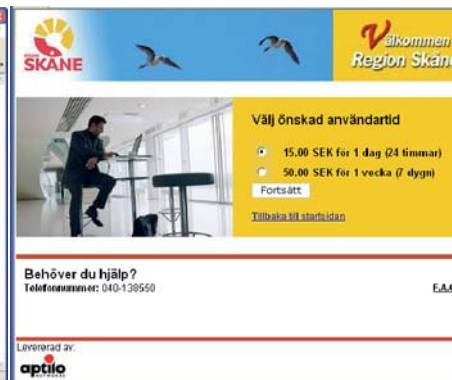 SKÅNE
Välkommen
Region Skåne
Välj önskad användartid
15.00 SEK för 1 dag (24 timmar)
50.00 SEK för 1 vecka (7 dygn)
Fortsätt
Tillbaka till startsidan
Behöver du hjälp?
Telefonnummer: 040-138550
F.A.
Levererad av:
aptilo
NETWORKS